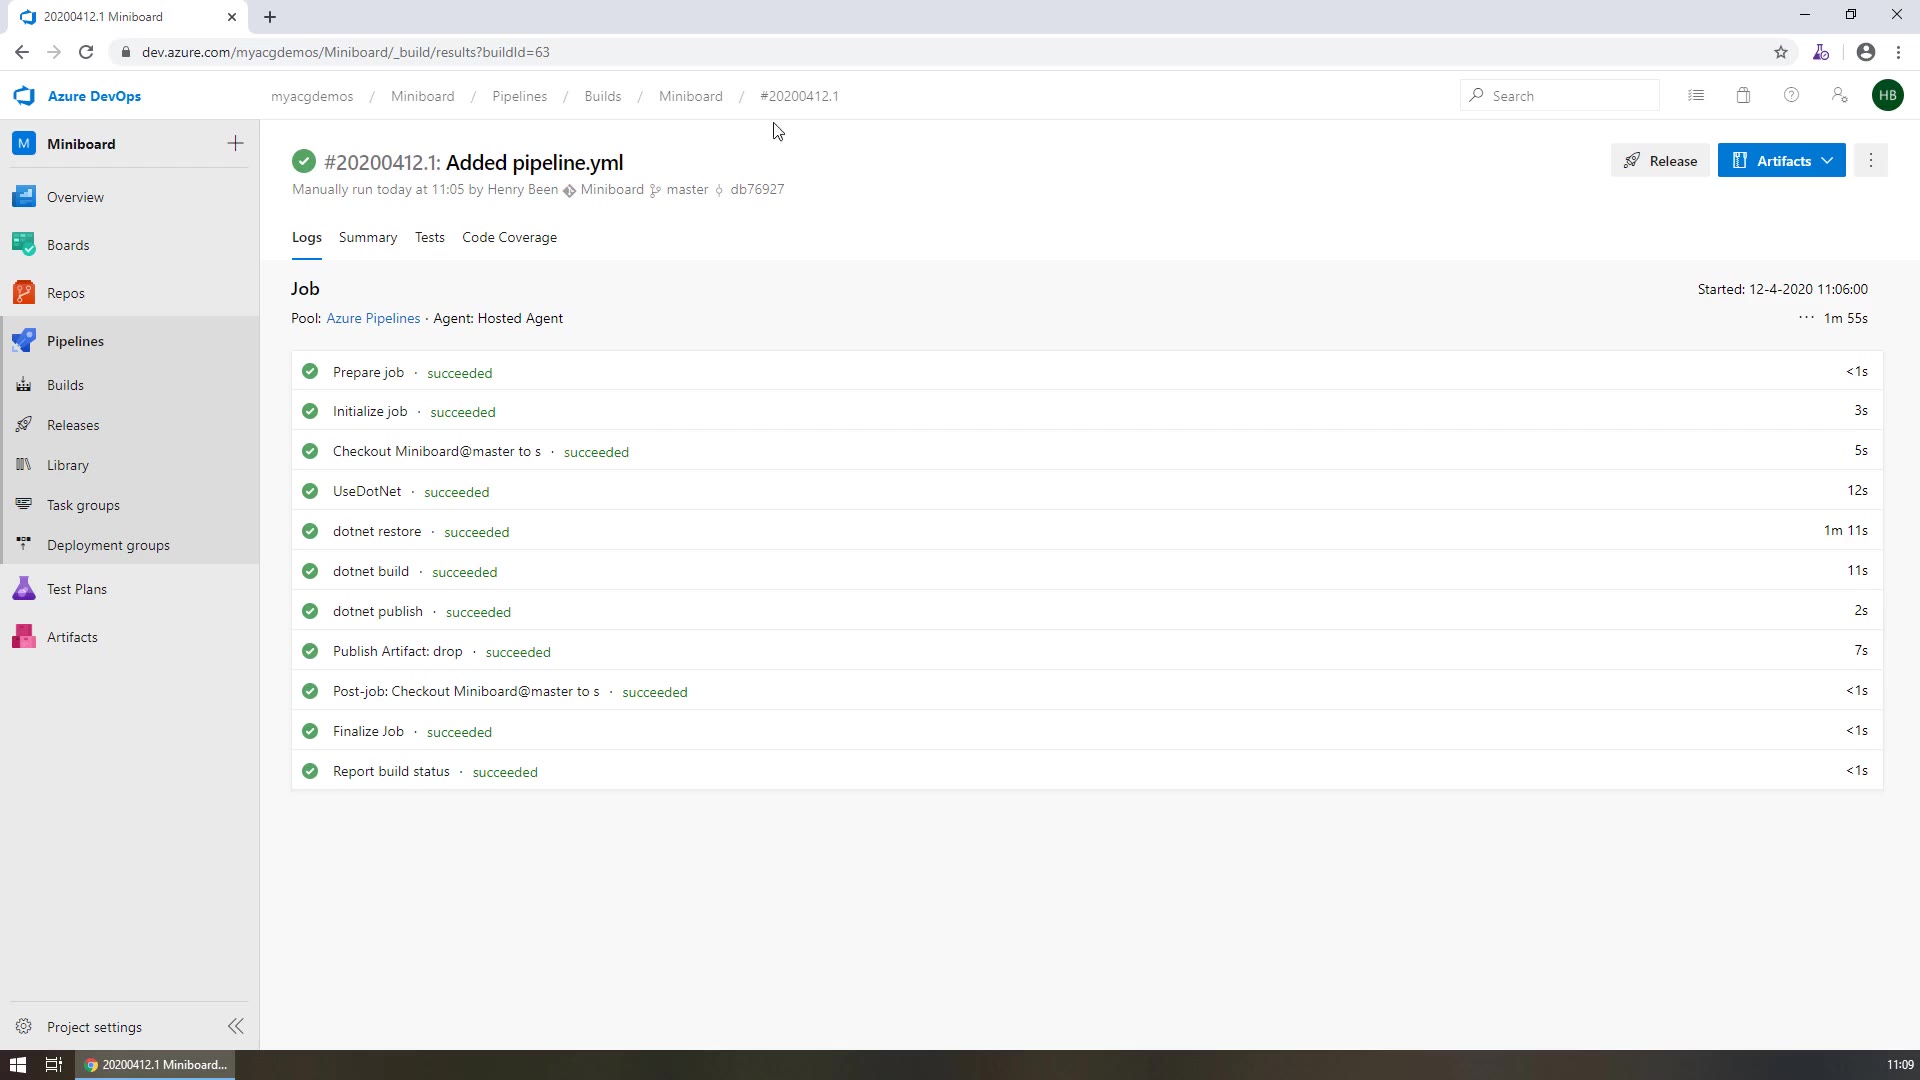 20200412.1 Miniboard
dev.azure.com/myacgdemos/Miniboard/_build/results?buildId=63
Azure DevOps
myacgdemos / Miniboard / Pipelines / Builds / Miniboard / #20200412.1
Search
HB
M Miniboard
Overview
Boards
Repos
Pipelines
Builds
Releases
Library
Task groups
Deployment groups
Test Plans
Artifacts
Project settings
#20200412.1: Added pipeline.yml
Manually run today at 11:05 by Henry Been Miniboard master db76927
Release
Artifacts
Logs Summary Tests Code Coverage
Job
Started: 12-4-2020 11:06:00
Pool: Azure Pipelines · Agent: Hosted Agent
··· 1m 55s
Prepare job · succeeded <1s
Initialize job · succeeded 3s
Checkout Miniboard@master to s · succeeded 5s
UseDotNet · succeeded 12s
dotnet restore · succeeded 1m 11s
dotnet build · succeeded 11s
dotnet publish · succeeded 2s
Publish Artifact: drop · succeeded 7s
Post-job: Checkout Miniboard@master to s · succeeded <1s
Finalize Job · succeeded <1s
Report build status · succeeded <1s
20200412.1 Miniboard...
11:09